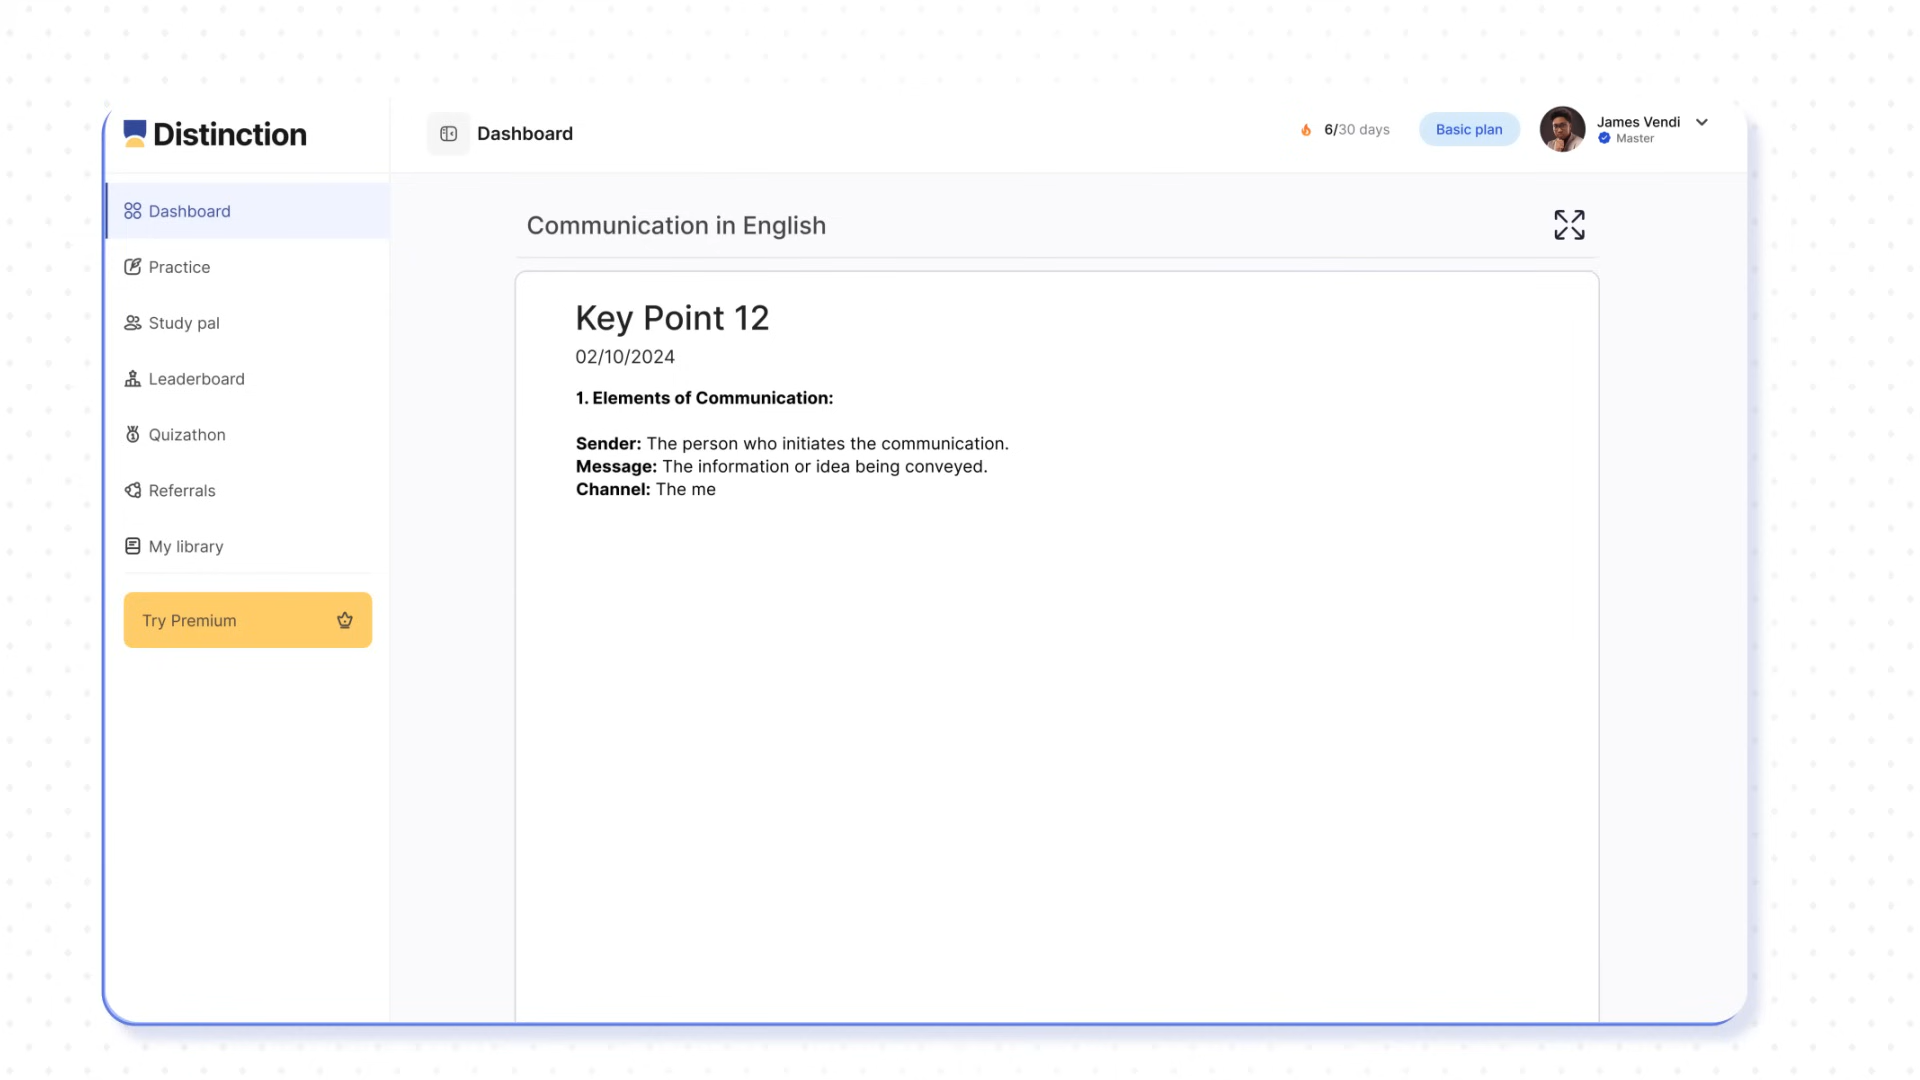 Distinction
Dashboard
6/30 days
Basic plan
James Vendi
Master
Dashboard
Practice
Study pal
Leaderboard
Quizathon
Referrals
My library
Try Premium
Communication in English
Key Point 12
02/10/2024
1. Elements of Communication:
Sender: The person who initiates the communication.
Message: The information or idea being conveyed.
Channel: The me